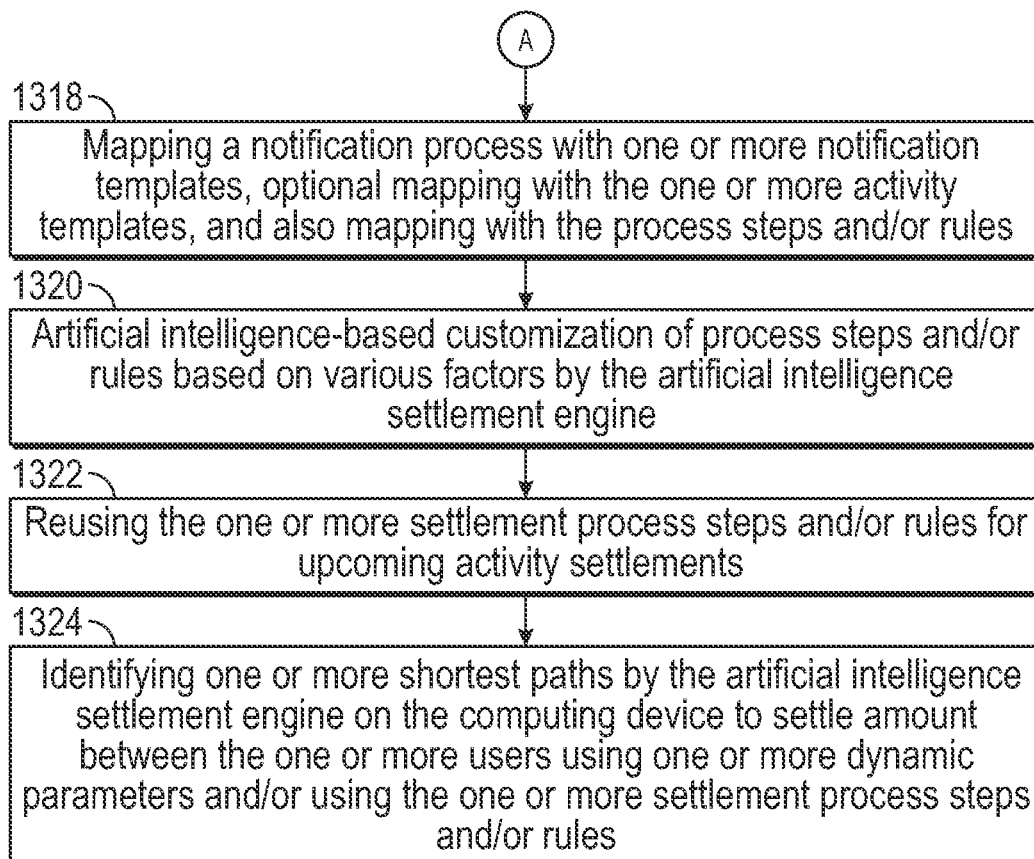 A
1318
Mapping a notification process with one or more notification
templates, optional mapping with the one or more activity
templates, and also mapping with the process steps and/or rules
1320
Artificial intelligence-based customization of process steps and/or
rules based on various factors by the artificial intelligence
settlement engine
1322
Reusing the one or more settlement process steps and/or rules for
upcoming activity settlements
1324
Identifying one or more shortest paths by the artificial intelligence
settlement engine on the computing device to settle amount
between the one or more users using one or more dynamic
parameters and/or using the one or more settlement process steps
and/or rules